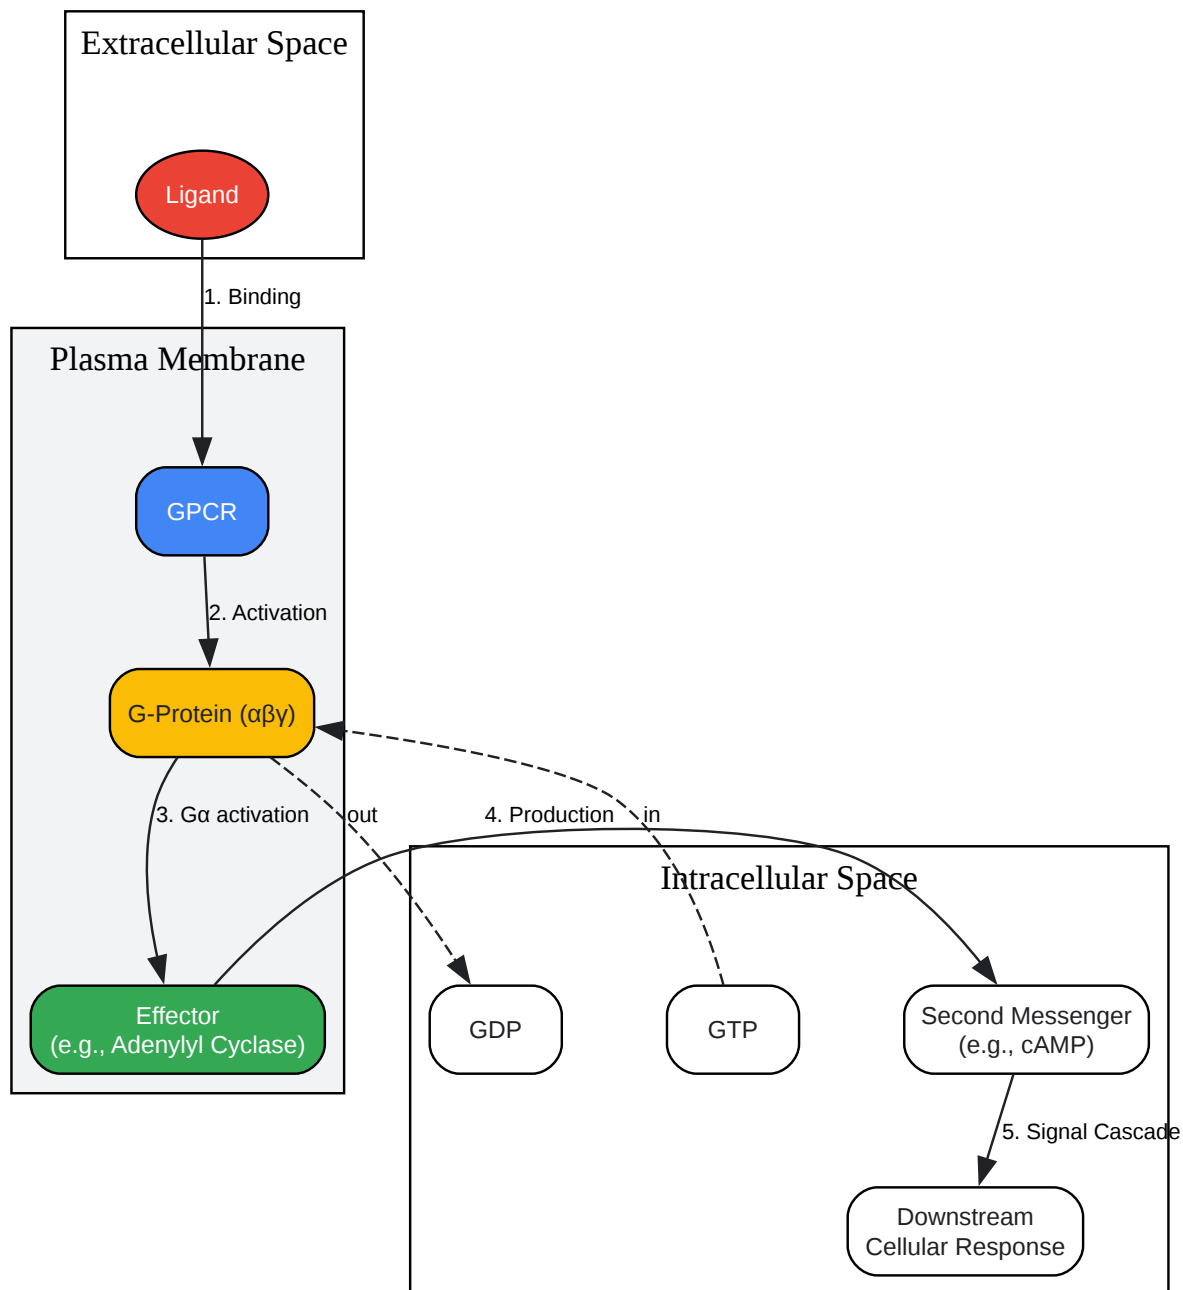 Extracellular Space
Ligand
1. Binding
Plasma Membrane
GPCR
2. Activation
G-Protein (αβγ)
3. Gα activation
out
4. Production
in
Intracellular Space
Effector
(e.g., Adenylyl Cyclase)
GDP
GTP
Second Messenger
(e.g., cAMP)
5. Signal Cascade
Downstream
Cellular Response